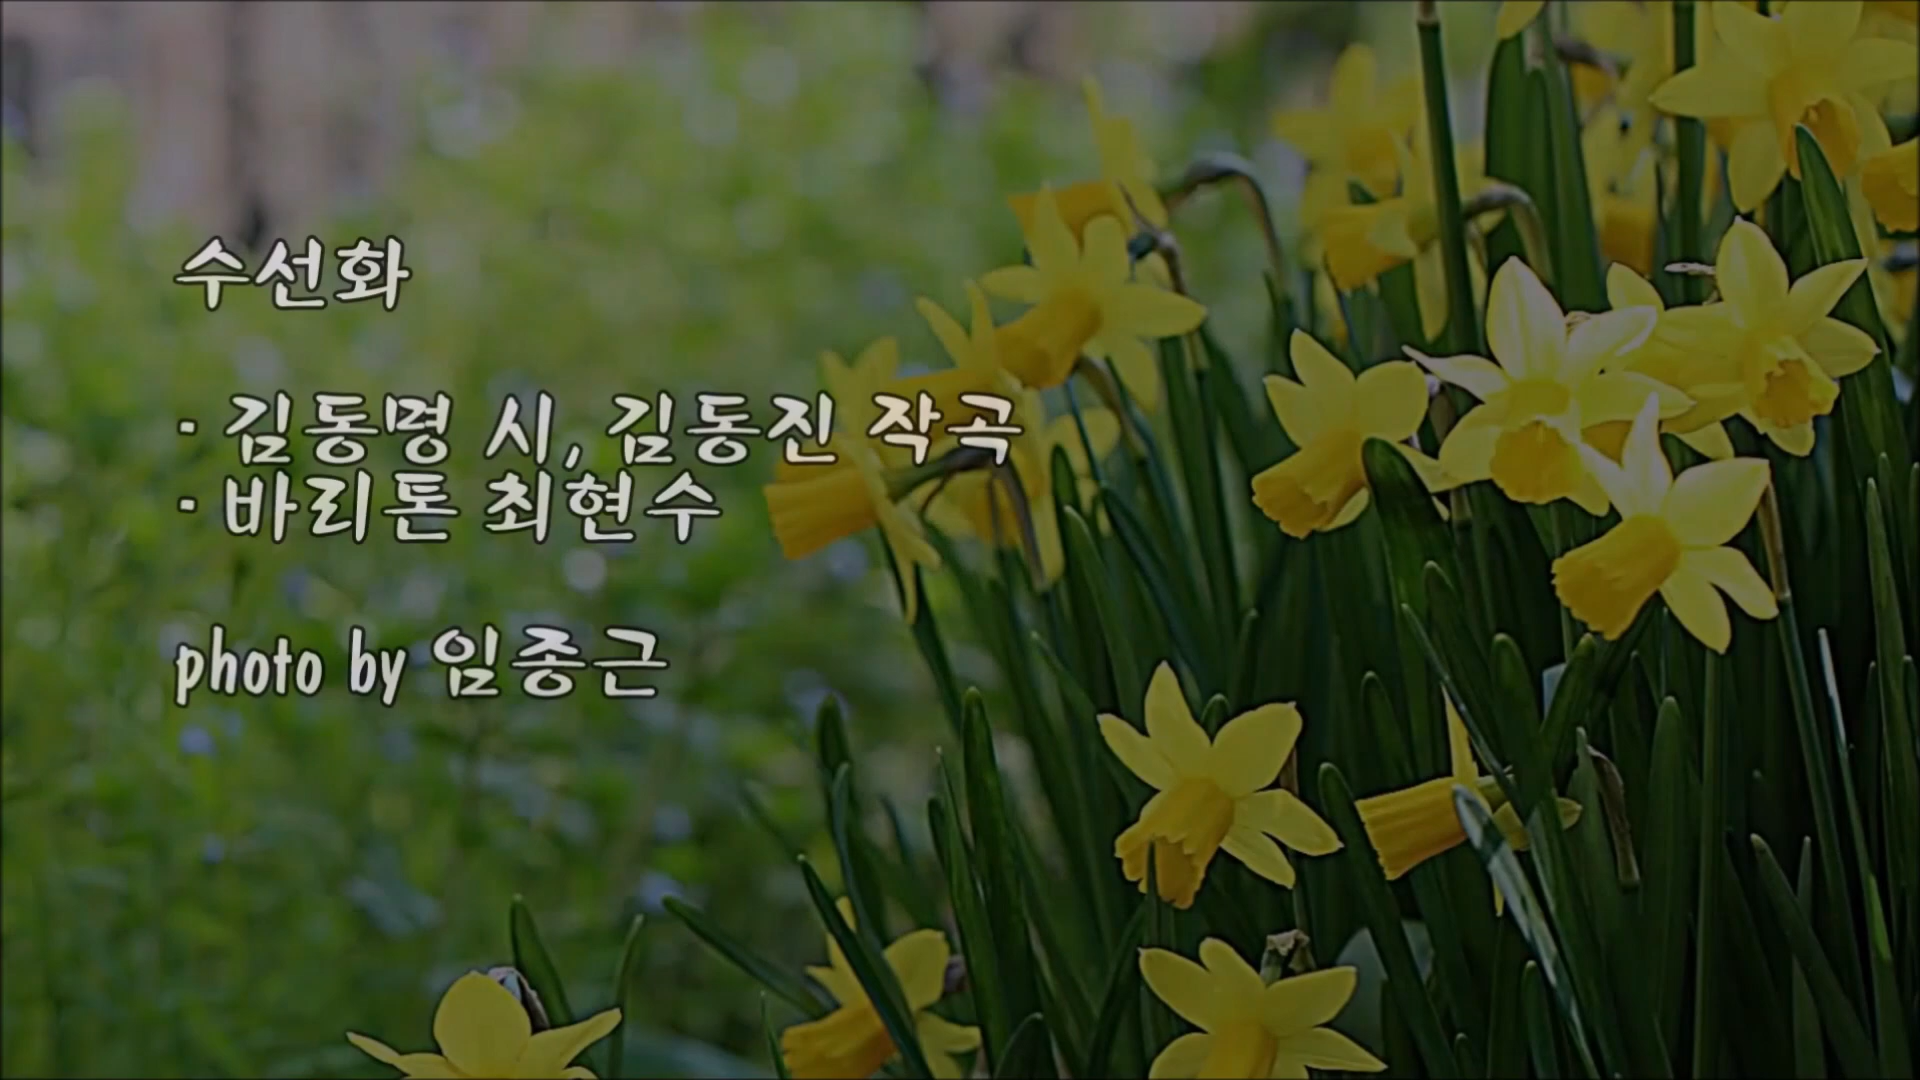 수선화
- 김동명 시, 김동진 작곡
- 바리톤 최현수
photo by 임종근